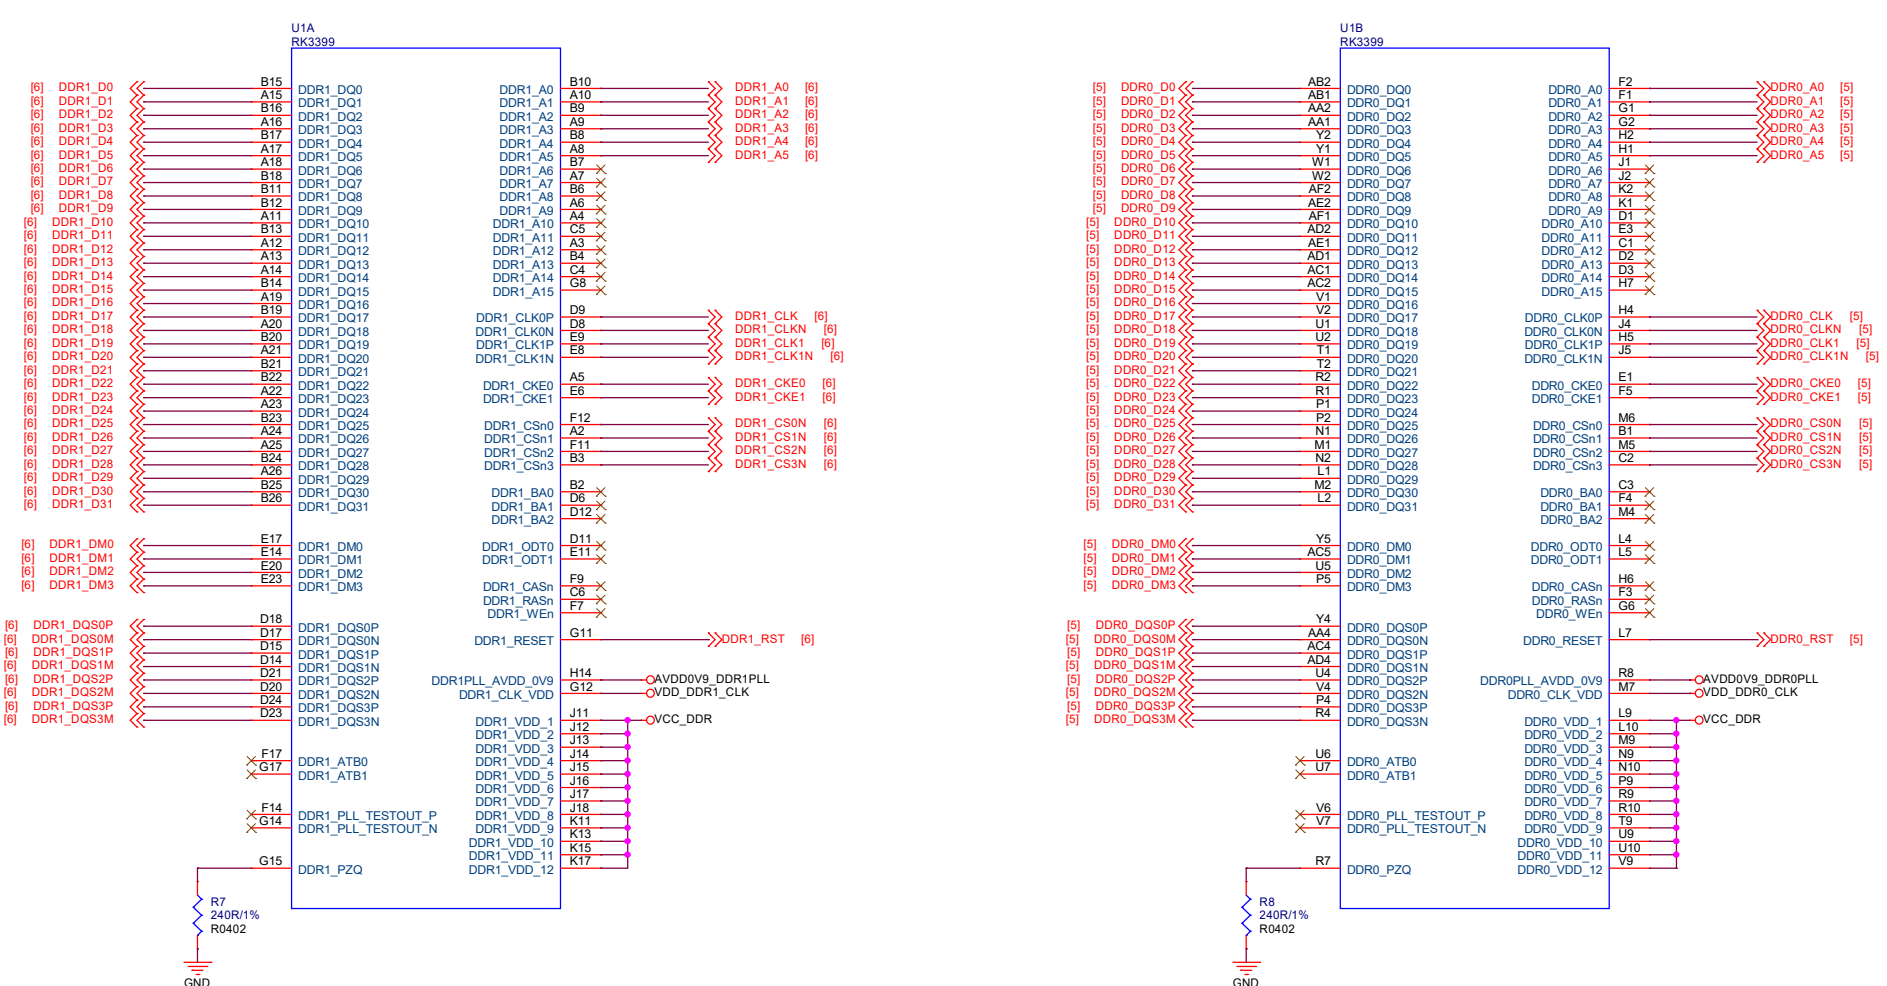 U1A
RK3399
[6] DDR1_D0 B15 DDR1_DQ0
[6] DDR1_D1 A15 DDR1_DQ1
[6] DDR1_D2 B16 DDR1_DQ2
[6] DDR1_D3 A16 DDR1_DQ3
[6] DDR1_D4 B17 DDR1_DQ4
[6] DDR1_D5 A17 DDR1_DQ5
[6] DDR1_D6 A18 DDR1_DQ6
[6] DDR1_D7 B18 DDR1_DQ7
[6] DDR1_D8 B11 DDR1_DQ8
[6] DDR1_D9 B12 DDR1_DQ9
[6] DDR1_D10 A11 DDR1_DQ10
[6] DDR1_D11 B13 DDR1_DQ11
[6] DDR1_D12 A12 DDR1_DQ12
[6] DDR1_D13 A13 DDR1_DQ13
[6] DDR1_D14 A14 DDR1_DQ14
[6] DDR1_D15 B14 DDR1_DQ15
[6] DDR1_D16 A19 DDR1_DQ16
[6] DDR1_D17 B19 DDR1_DQ17
[6] DDR1_D18 A20 DDR1_DQ18
[6] DDR1_D19 B20 DDR1_DQ19
[6] DDR1_D20 A21 DDR1_DQ20
[6] DDR1_D21 B21 DDR1_DQ21
[6] DDR1_D22 B22 DDR1_DQ22
[6] DDR1_D23 A22 DDR1_DQ23
[6] DDR1_D24 A23 DDR1_DQ24
[6] DDR1_D25 B23 DDR1_DQ25
[6] DDR1_D26 A24 DDR1_DQ26
[6] DDR1_D27 A25 DDR1_DQ27
[6] DDR1_D28 B24 DDR1_DQ28
[6] DDR1_D29 A26 DDR1_DQ29
[6] DDR1_D30 B25 DDR1_DQ30
[6] DDR1_D31 B26 DDR1_DQ31
[6] DDR1_DM0 E17 DDR1_DM0
[6] DDR1_DM1 E14 DDR1_DM1
[6] DDR1_DM2 E20 DDR1_DM2
[6] DDR1_DM3 E23 DDR1_DM3
[6] DDR1_DQS0P D18 DDR1_DQS0P
[6] DDR1_DQS0M D17 DDR1_DQS0N
[6] DDR1_DQS1P D15 DDR1_DQS1P
[6] DDR1_DQS1M D14 DDR1_DQS1N
[6] DDR1_DQS2P D21 DDR1_DQS2P
[6] DDR1_DQS2M D20 DDR1_DQS2N
[6] DDR1_DQS3P D24 DDR1_DQS3P
[6] DDR1_DQS3M D23 DDR1_DQS3N
F17 DDR1_ATB0
G17 DDR1_ATB1
F14 DDR1_PLL_TESTOUT_P
G14 DDR1_PLL_TESTOUT_N
G15 DDR1_PZQ
R7
240R/1%
R0402
GND
DDR1_A0 B10 DDR1_A0 [6]
DDR1_A1 A10 DDR1_A1 [6]
DDR1_A2 B9 DDR1_A2 [6]
DDR1_A3 A9 DDR1_A3 [6]
DDR1_A4 B8 DDR1_A4 [6]
DDR1_A5 A8 DDR1_A5 [6]
DDR1_A6 B7
DDR1_A7 A7
DDR1_A8 B6
DDR1_A9 A6
DDR1_A10 A4
DDR1_A11 C5
DDR1_A12 A3
DDR1_A13 B4
DDR1_A14 C4
DDR1_A15 G8
DDR1_CLK0P D9 DDR1_CLK [6]
DDR1_CLK0N D8 DDR1_CLKN [6]
DDR1_CLK1P E9 DDR1_CLK1 [6]
DDR1_CLK1N E8 DDR1_CLK1N [6]
DDR1_CKE0 A5 DDR1_CKE0 [6]
DDR1_CKE1 E6 DDR1_CKE1 [6]
DDR1_CSn0 F12 DDR1_CS0N [6]
DDR1_CSn1 A2 DDR1_CS1N [6]
DDR1_CSn2 F11 DDR1_CS2N [6]
DDR1_CSn3 B3 DDR1_CS3N [6]
DDR1_BA0 B2
DDR1_BA1 D6
DDR1_BA2 D12
DDR1_ODT0 D11
DDR1_ODT1 E11
DDR1_CASn F9
DDR1_RASn C6
DDR1_WEn F7
DDR1_RESET G11 DDR1_RST [6]
DDR1PLL_AVDD_0V9 H14 AVDD0V9_DDR1PLL
DDR1_CLK_VDD G12 VDD_DDR1_CLK
DDR1_VDD_1 J11 VCC_DDR
DDR1_VDD_2 J12
DDR1_VDD_3 J13
DDR1_VDD_4 J14
DDR1_VDD_5 J15
DDR1_VDD_6 J16
DDR1_VDD_7 J17
DDR1_VDD_8 J18
DDR1_VDD_9 K11
DDR1_VDD_10 K13
DDR1_VDD_11 K15
DDR1_VDD_12 K17
U1B
RK3399
[5] DDR0_D0 AB2 DDR0_DQ0
[5] DDR0_D1 AB1 DDR0_DQ1
[5] DDR0_D2 AA2 DDR0_DQ2
[5] DDR0_D3 AA1 DDR0_DQ3
[5] DDR0_D4 Y2 DDR0_DQ4
[5] DDR0_D5 Y1 DDR0_DQ5
[5] DDR0_D6 W1 DDR0_DQ6
[5] DDR0_D7 W2 DDR0_DQ7
[5] DDR0_D8 AF2 DDR0_DQ8
[5] DDR0_D9 AE2 DDR0_DQ9
[5] DDR0_D10 AF1 DDR0_DQ10
[5] DDR0_D11 AD2 DDR0_DQ11
[5] DDR0_D12 AE1 DDR0_DQ12
[5] DDR0_D13 AD1 DDR0_DQ13
[5] DDR0_D14 AC1 DDR0_DQ14
[5] DDR0_D15 AC2 DDR0_DQ15
[5] DDR0_D16 V1 DDR0_DQ16
[5] DDR0_D17 V2 DDR0_DQ17
[5] DDR0_D18 U1 DDR0_DQ18
[5] DDR0_D19 U2 DDR0_DQ19
[5] DDR0_D20 T1 DDR0_DQ20
[5] DDR0_D21 T2 DDR0_DQ21
[5] DDR0_D22 R2 DDR0_DQ22
[5] DDR0_D23 R1 DDR0_DQ23
[5] DDR0_D24 P1 DDR0_DQ24
[5] DDR0_D25 P2 DDR0_DQ25
[5] DDR0_D26 N1 DDR0_DQ26
[5] DDR0_D27 M1 DDR0_DQ27
[5] DDR0_D28 N2 DDR0_DQ28
[5] DDR0_D29 L1 DDR0_DQ29
[5] DDR0_D30 M2 DDR0_DQ30
[5] DDR0_D31 L2 DDR0_DQ31
[5] DDR0_DM0 Y5 DDR0_DM0
[5] DDR0_DM1 AC5 DDR0_DM1
[5] DDR0_DM2 U5 DDR0_DM2
[5] DDR0_DM3 P5 DDR0_DM3
[5] DDR0_DQS0P Y4 DDR0_DQS0P
[5] DDR0_DQS0M AA4 DDR0_DQS0N
[5] DDR0_DQS1P AC4 DDR0_DQS1P
[5] DDR0_DQS1M AD4 DDR0_DQS1N
[5] DDR0_DQS2P U4 DDR0_DQS2P
[5] DDR0_DQS2M V4 DDR0_DQS2N
[5] DDR0_DQS3P P4 DDR0_DQS3P
[5] DDR0_DQS3M R4 DDR0_DQS3N
U6 DDR0_ATB0
U7 DDR0_ATB1
V6 DDR0_PLL_TESTOUT_P
V7 DDR0_PLL_TESTOUT_N
R7 DDR0_PZQ
R8
240R/1%
R0402
GND
DDR0_A0 F2 DDR0_A0 [5]
DDR0_A1 F1 DDR0_A1 [5]
DDR0_A2 G1 DDR0_A2 [5]
DDR0_A3 G2 DDR0_A3 [5]
DDR0_A4 H2 DDR0_A4 [5]
DDR0_A5 H1 DDR0_A5 [5]
DDR0_A6 J1
DDR0_A7 J2
DDR0_A8 K2
DDR0_A9 K1
DDR0_A10 D1
DDR0_A11 E3
DDR0_A12 C1
DDR0_A13 D2
DDR0_A14 D3
DDR0_A15 H7
DDR0_CLK0P H4 DDR0_CLK [5]
DDR0_CLK0N J4 DDR0_CLKN [5]
DDR0_CLK1P H5 DDR0_CLK1 [5]
DDR0_CLK1N J5 DDR0_CLK1N [5]
DDR0_CKE0 E1 DDR0_CKE0 [5]
DDR0_CKE1 F5 DDR0_CKE1 [5]
DDR0_CSn0 M6 DDR0_CS0N [5]
DDR0_CSn1 B1 DDR0_CS1N [5]
DDR0_CSn2 M5 DDR0_CS2N [5]
DDR0_CSn3 C2 DDR0_CS3N [5]
DDR0_BA0 C3
DDR0_BA1 F4
DDR0_BA2 M4
DDR0_ODT0 L4
DDR0_ODT1 L5
DDR0_CASn H6
DDR0_RASn F3
DDR0_WEn G6
DDR0_RESET L7 DDR0_RST [5]
DDR0PLL_AVDD_0V9 R8 AVDD0V9_DDR0PLL
DDR0_CLK_VDD M7 VDD_DDR0_CLK
DDR0_VDD_1 L9 VCC_DDR
DDR0_VDD_2 L10
DDR0_VDD_3 M9
DDR0_VDD_4 N9
DDR0_VDD_5 N10
DDR0_VDD_6 P9
DDR0_VDD_7 R9
DDR0_VDD_8 R10
DDR0_VDD_9 T9
DDR0_VDD_10 U9
DDR0_VDD_11 U10
DDR0_VDD_12 V9